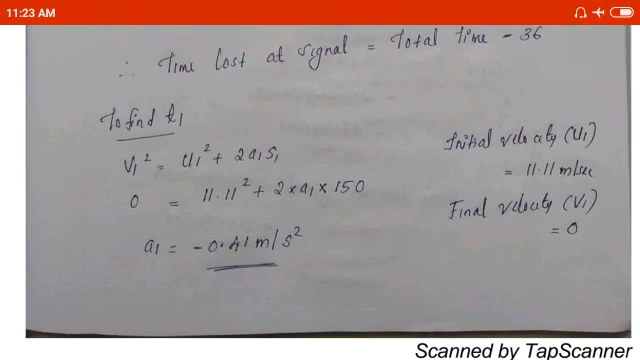 11:23 AM
∴ Time lost at signal = Total time - 36
To find t1
V1² = U1² + 2a1s1
0 = 11.11² + 2 × a1 × 150
a1 = -0.41 m/s²
Initial velocity (U1)
= 11.11 m/sec
Final velocity (V1)
= 0
Scanned by TapScanner